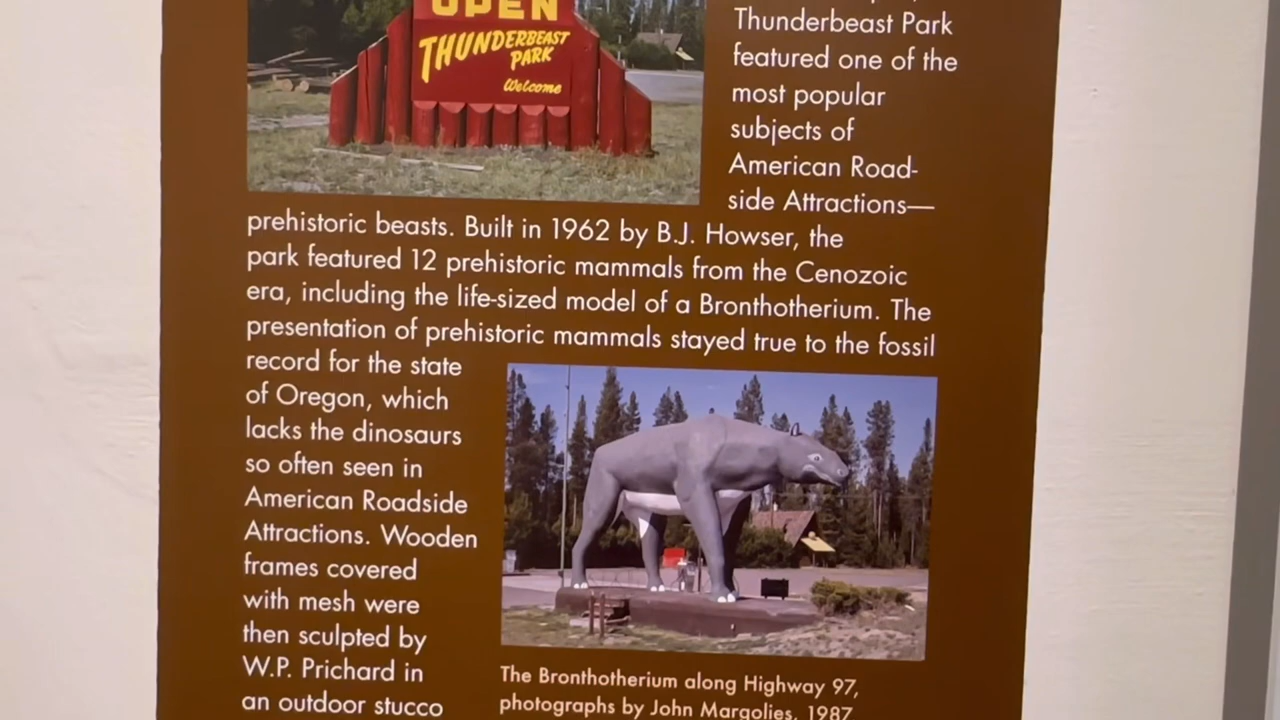 OPEN
THUNDERBEAST
PARK
Welcome
Thunderbeast Park
featured one of the
most popular
subjects of
American Road-
side Attractions—
prehistoric beasts. Built in 1962 by B.J. Howser, the
park featured 12 prehistoric mammals from the Cenozoic
era, including the life-sized model of a Bronthotherium. The
presentation of prehistoric mammals stayed true to the fossil
record for the state
of Oregon, which
lacks the dinosaurs
so often seen in
American Roadside
Attractions. Wooden
frames covered
with mesh were
then sculpted by
W.P. Prichard in
an outdoor stucco
The Bronthotherium along Highway 97,
photographs by John Margolies, 1987